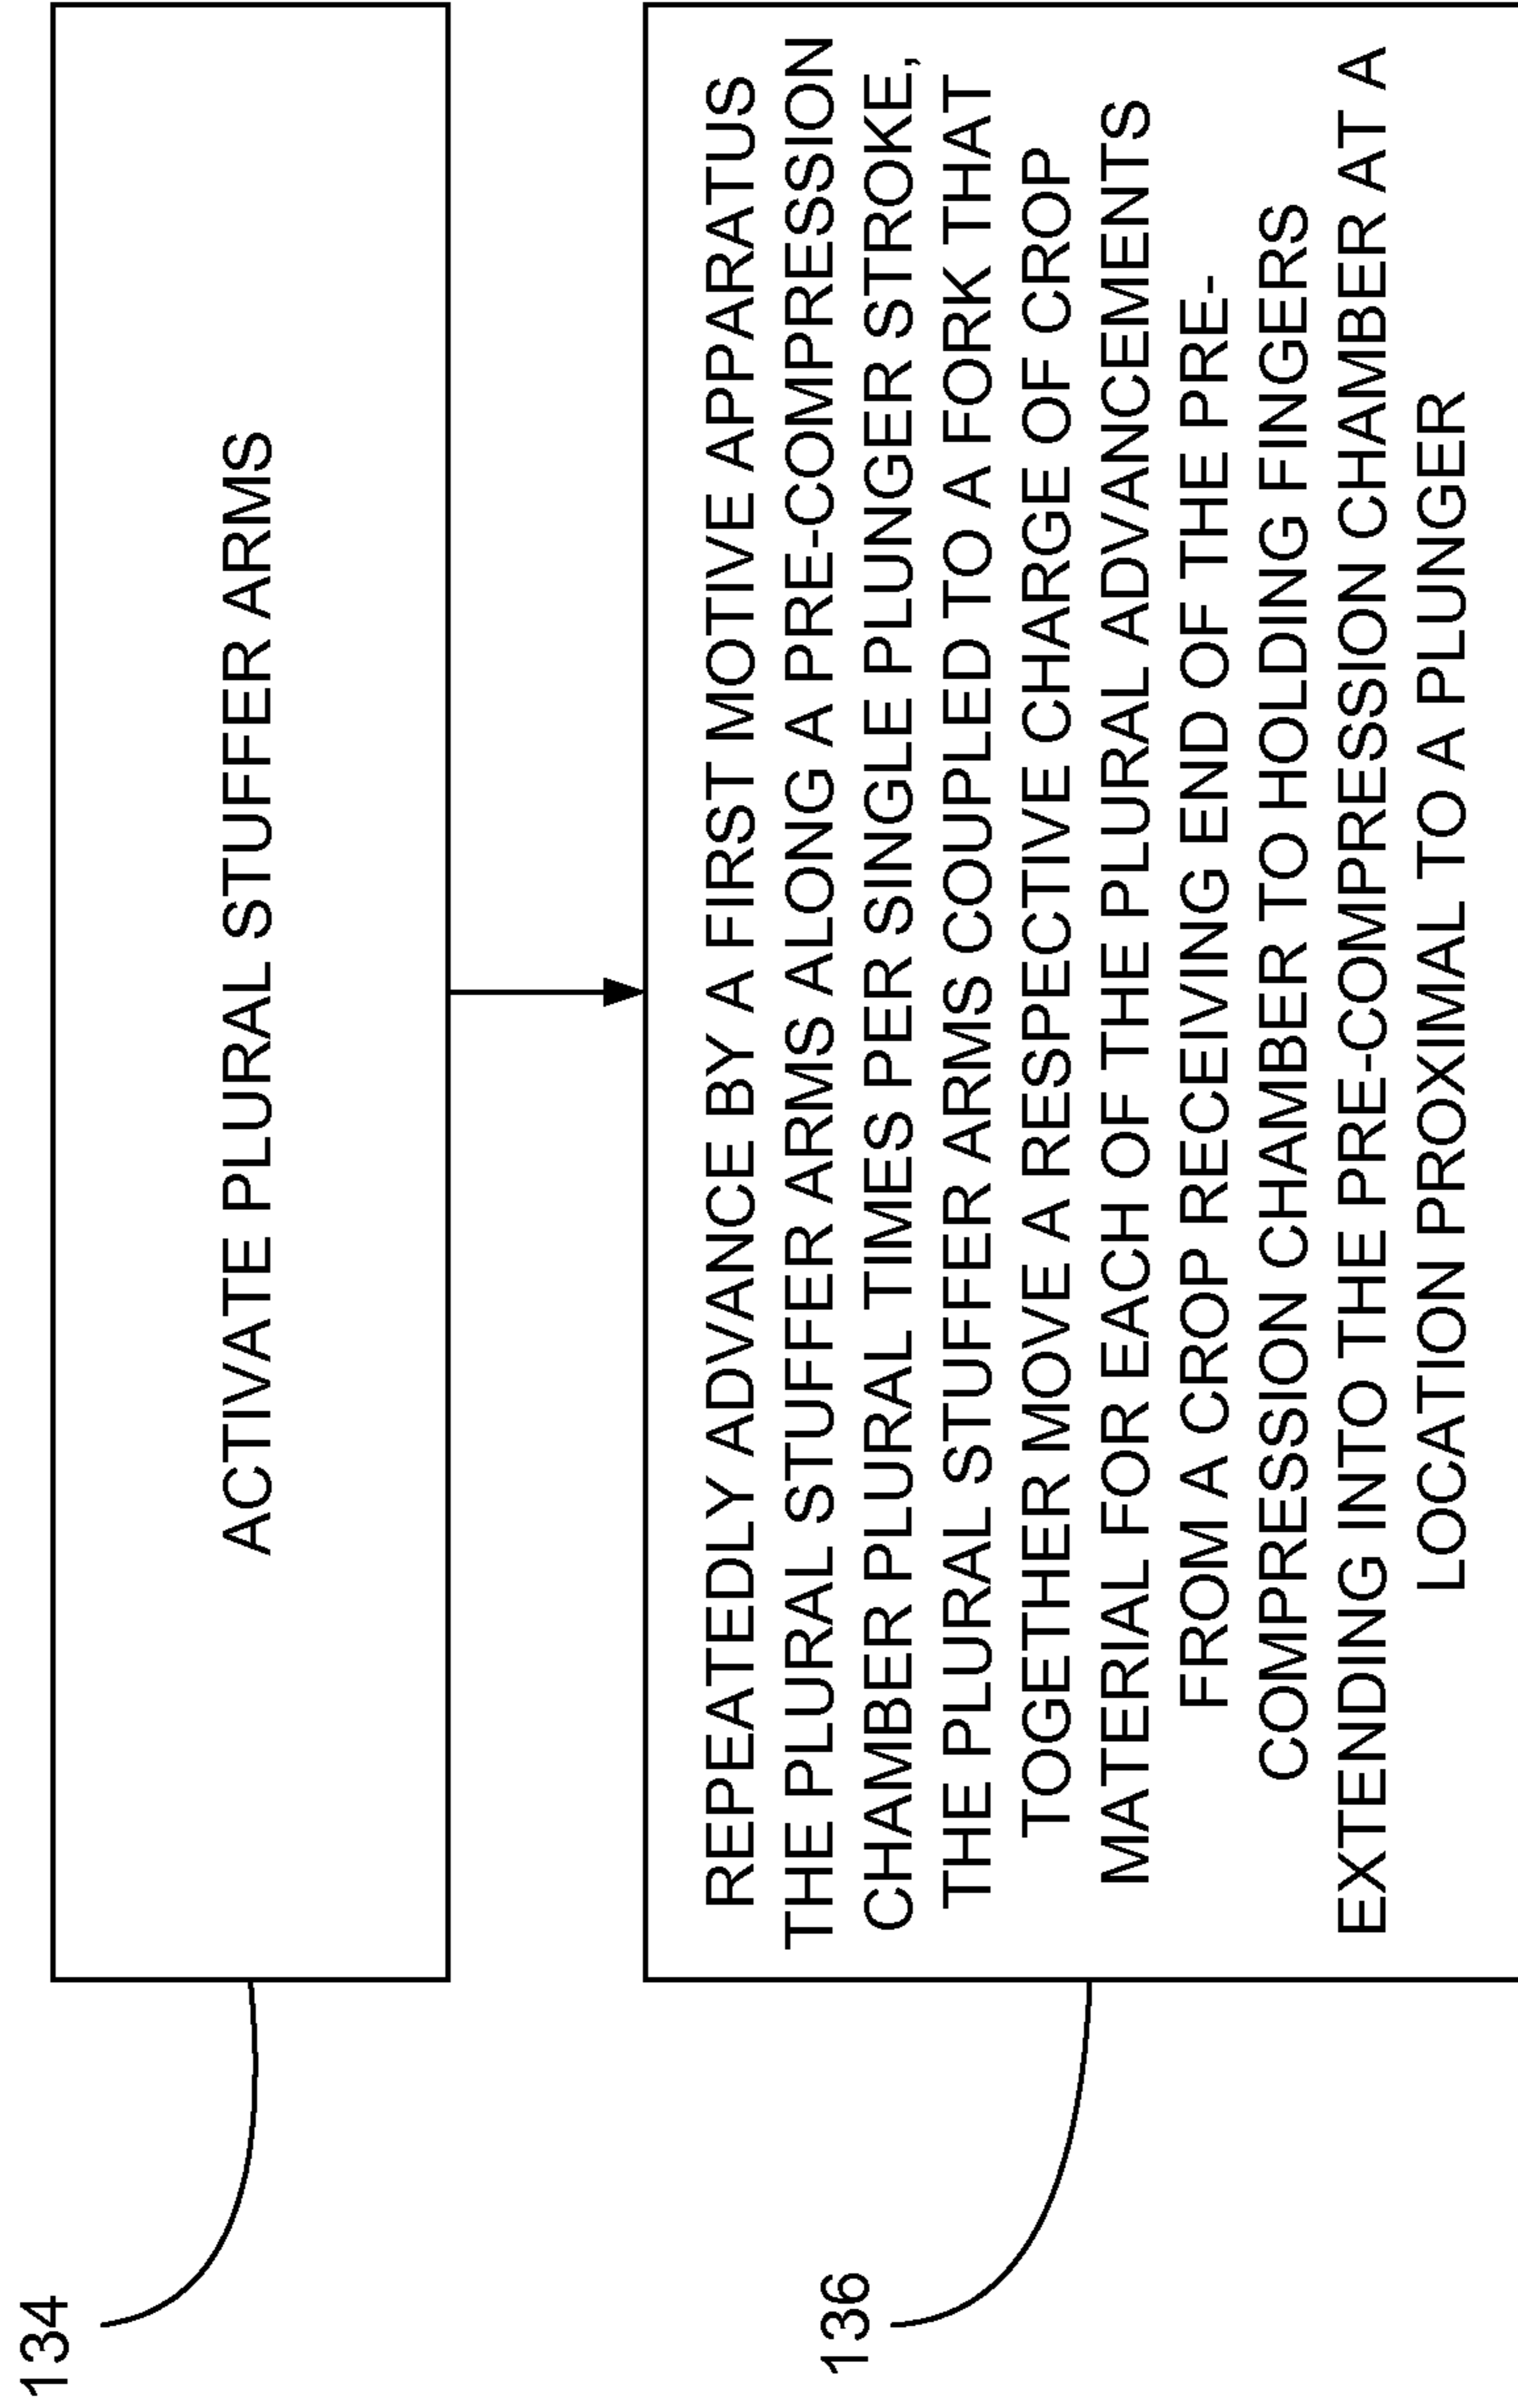 134
ACTIVATE PLURAL STUFFER ARMS
136
REPEATEDLY ADVANCE BY A FIRST MOTIVE APPARATUS
THE PLURAL STUFFER ARMS ALONG A PRE-COMPRESSION
CHAMBER PLURAL TIMES PER SINGLE PLUNGER STROKE,
THE PLURAL STUFFER ARMS COUPLED TO A FORK THAT
TOGETHER MOVE A RESPECTIVE CHARGE OF CROP
MATERIAL FOR EACH OF THE PLURAL ADVANCEMENTS
FROM A CROP RECEIVING END OF THE PRE-
COMPRESSION CHAMBER TO HOLDING FINGERS
EXTENDING INTO THE PRE-COMPRESSION CHAMBER AT A
LOCATION PROXIMAL TO A PLUNGER